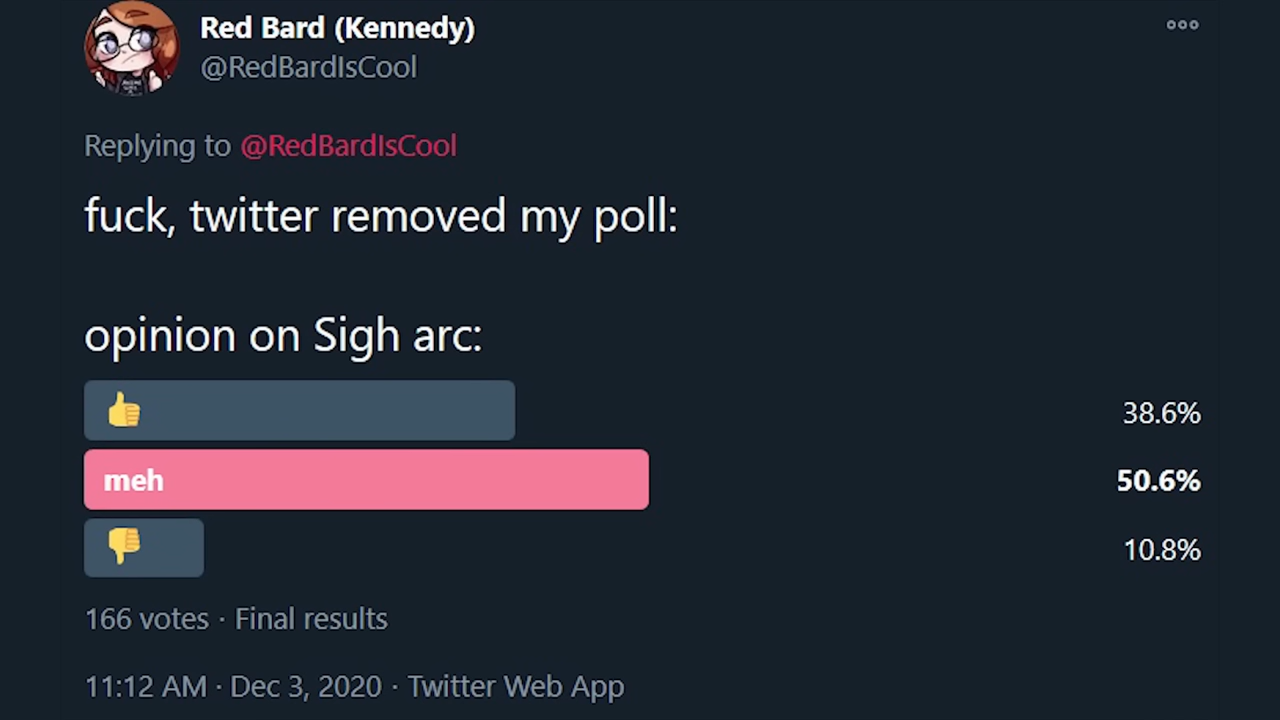 Red Bard (Kennedy)
@RedBardIsCool
Replying to @RedBardIsCool
fuck, twitter removed my poll:
opinion on Sigh arc:
👍 38.6%
meh 50.6%
👎 10.8%
166 votes · Final results
11:12 AM · Dec 3, 2020 · Twitter Web App